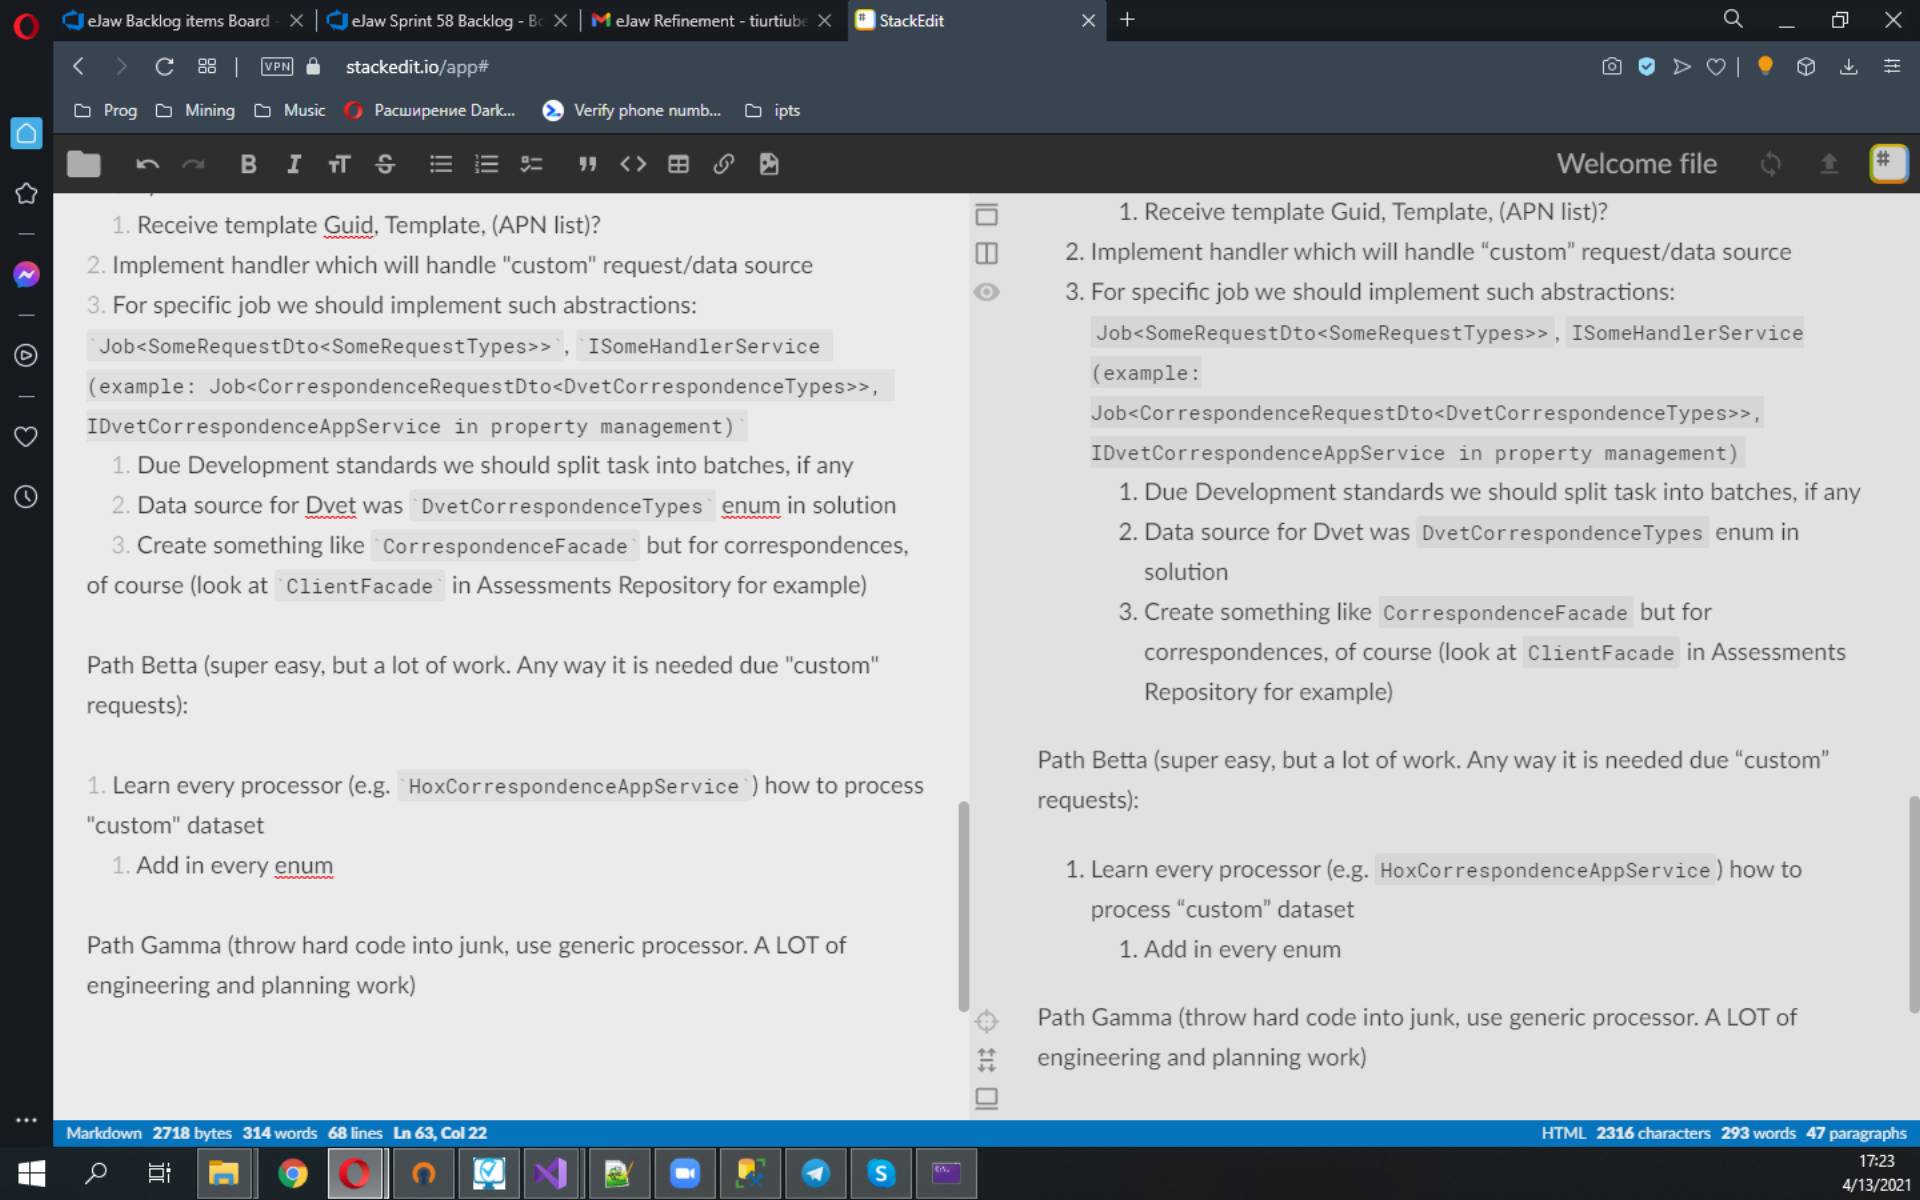 eJaw Backlog items Board
eJaw Sprint 58 Backlog - Bo
eJaw Refinement - tiurtiube
StackEdit
VPN
stackedit.io/app#
Prog
Mining
Music
Расширение Dark...
Verify phone numb...
ipts
Welcome file
1. Receive template Guid, Template, (APN list)?
2. Implement handler which will handle "custom" request/data source
3. For specific job we should implement such abstractions:
`Job<SomeRequestDto<SomeRequestTypes>>`, `ISomeHandlerService
(example: Job<CorrespondenceRequestDto<DvetCorrespondenceTypes>>,
IDvetCorrespondenceAppService in property management)`
1. Due Development standards we should split task into batches, if any
2. Data source for Dvet was `DvetCorrespondenceTypes` enum in solution
3. Create something like `CorrespondenceFacade` but for correspondences,
of course (look at `ClientFacade` in Assessments Repository for example)
Path Betta (super easy, but a lot of work. Any way it is needed due "custom"
requests):
1. Learn every processor (e.g. `HoxCorrespondenceAppService`) how to process
"custom" dataset
1. Add in every enum
Path Gamma (throw hard code into junk, use generic processor. A LOT of
engineering and planning work)
1. Receive template Guid, Template, (APN list)?
2. Implement handler which will handle “custom” request/data source
3. For specific job we should implement such abstractions:
Job<SomeRequestDto<SomeRequestTypes>>, ISomeHandlerService
(example:
Job<CorrespondenceRequestDto<DvetCorrespondenceTypes>>,
IDvetCorrespondenceAppService in property management)
1. Due Development standards we should split task into batches, if any
2. Data source for Dvet was DvetCorrespondenceTypes enum in
solution
3. Create something like CorrespondenceFacade but for
correspondences, of course (look at ClientFacade in Assessments
Repository for example)
Path Betta (super easy, but a lot of work. Any way it is needed due “custom”
requests):
1. Learn every processor (e.g. HoxCorrespondenceAppService) how to
process “custom” dataset
1. Add in every enum
Path Gamma (throw hard code into junk, use generic processor. A LOT of
engineering and planning work)
Markdown 2718 bytes 314 words 68 lines Ln 63, Col 22
HTML 2316 characters 293 words 47 paragraphs
17:23
4/13/2021